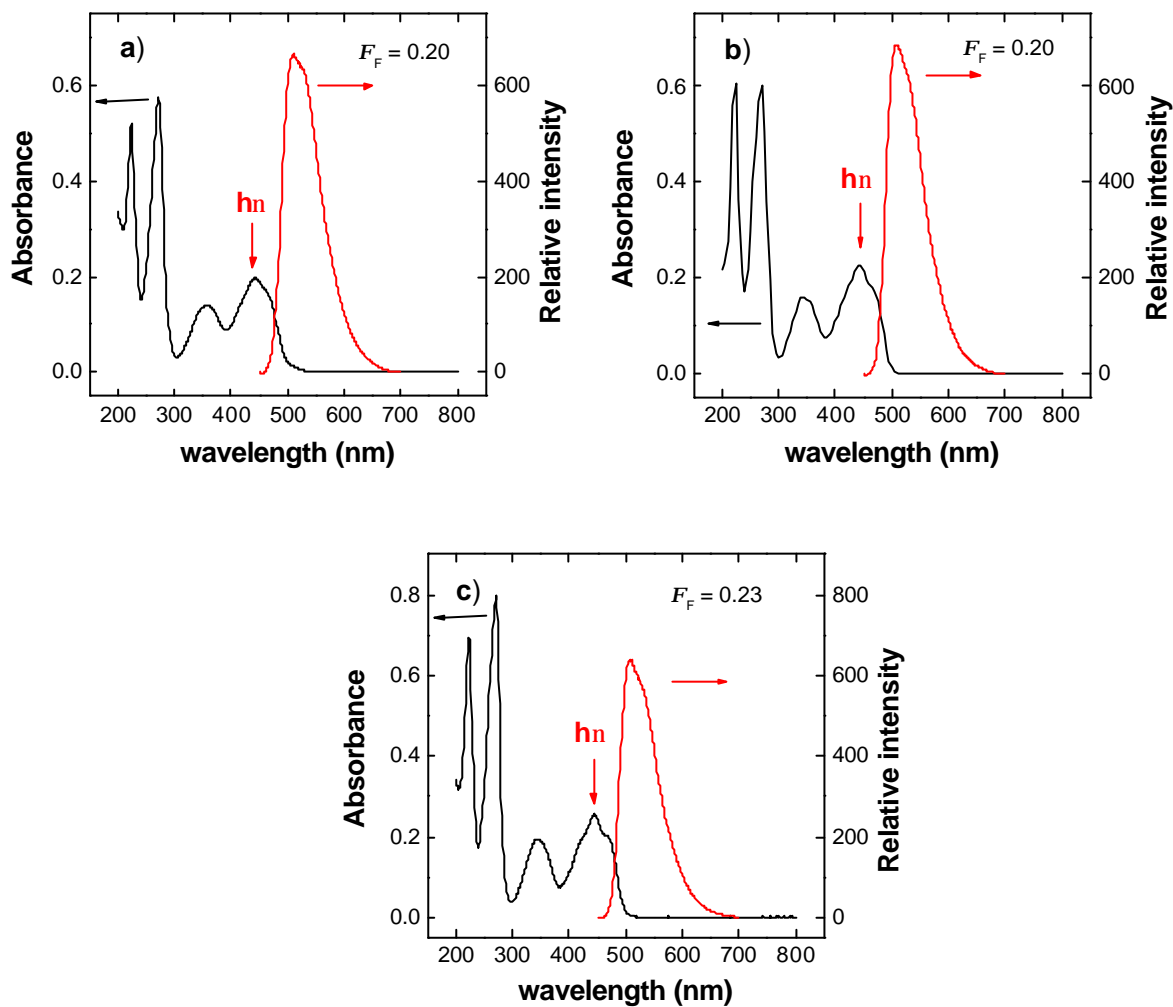 a)
F_F = 0.20
hn
0.6
0.4
0.2
0.0
Absorbance
600
400
200
0
Relative intensity
200 300 400 500 600 700 800
wavelength (nm)
b)
F_F = 0.20
hn
0.6
0.4
0.2
0.0
Absorbance
600
400
200
0
Relative intensity
200 300 400 500 600 700 800
wavelength (nm)
c)
F_F = 0.23
hn
0.8
0.6
0.4
0.2
0.0
Absorbance
800
600
400
200
0
Relative intensity
200 300 400 500 600 700 800
wavelength (nm)